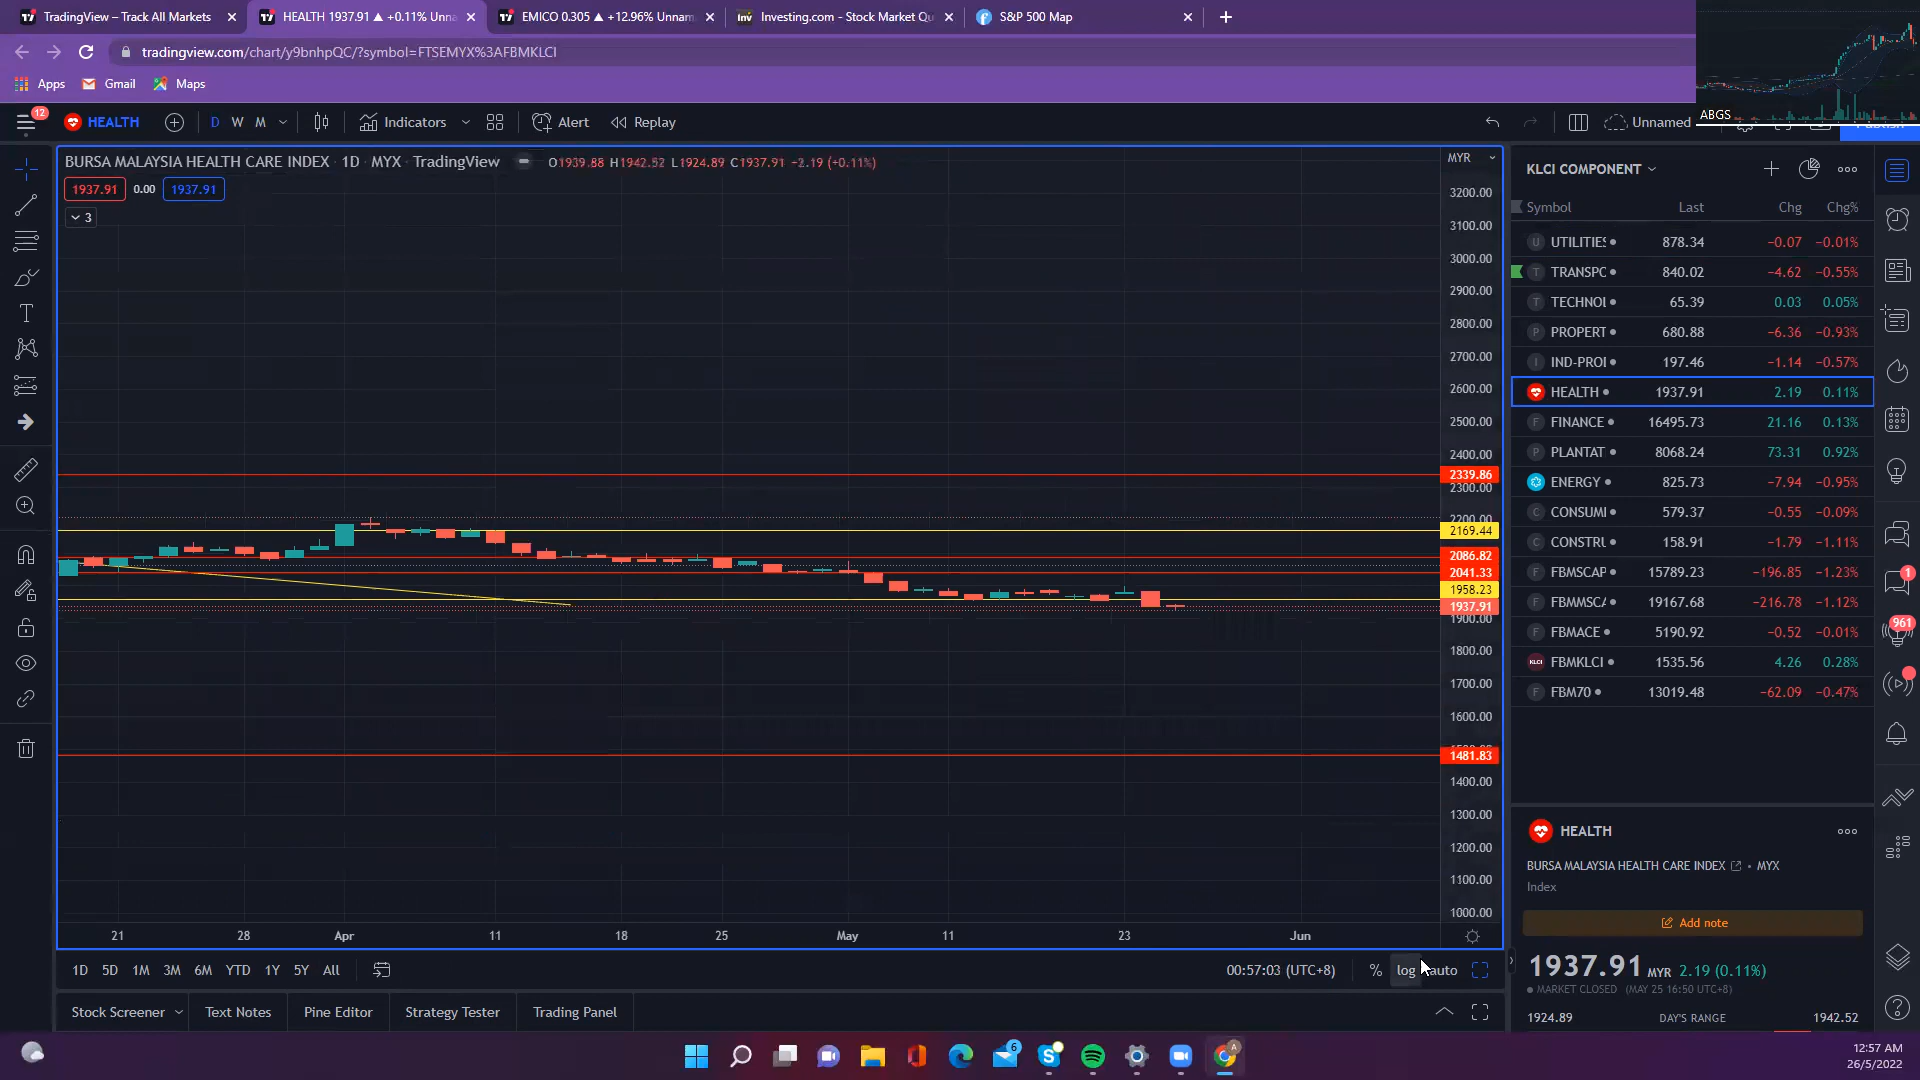 TradingView – Track All Markets
HEALTH 1937.91 ▲ +0.11% Unna
EMICO 0.305 ▲ +12.96% Unnam
Investing.com - Stock Market Qu
S&P 500 Map
tradingview.com/chart/y9bnhpQC/?symbol=FTSEMYX%3AFBMKLCI
Apps
Gmail
Maps
ABGS
12
HEALTH
D
W
M
Indicators
Alert
Replay
Unnamed
BURSA MALAYSIA HEALTH CARE INDEX · 1D · MYX · TradingView
O1939.88 H1942.52 L1924.89 C1937.91 −2.19 (+0.11%)
1937.91
0.00
1937.91
3
MYR
3200.00
3100.00
3000.00
2900.00
2800.00
2700.00
2600.00
2500.00
2400.00
2339.86
2300.00
2169.44
2086.82
2041.33
1958.23
1937.91
1900.00
1800.00
1700.00
1600.00
1481.83
1400.00
1300.00
1200.00
1100.00
1000.00
21
28
Apr
11
18
25
May
11
23
Jun
1D
5D
1M
3M
6M
YTD
1Y
5Y
All
00:57:03 (UTC+8)
%
log
auto
Stock Screener
Text Notes
Pine Editor
Strategy Tester
Trading Panel
KLCI COMPONENT
Symbol Last Chg Chg%
UTILITIES 878.34 −0.07 −0.01%
TRANSPC 840.02 −4.62 −0.55%
TECHNOL 65.39 0.03 0.05%
PROPERT 680.88 −6.36 −0.93%
IND-PROI 197.46 −1.14 −0.57%
HEALTH 1937.91 2.19 0.11%
FINANCE 16495.73 21.16 0.13%
PLANTAT 8068.24 73.31 0.92%
ENERGY 825.73 −7.94 −0.95%
CONSUMI 579.37 −0.55 −0.09%
CONSTRL 158.91 −1.79 −1.11%
FBMSCAP 15789.23 −196.85 −1.23%
FBMMSCA 19167.68 −216.78 −1.12%
FBMACE 5190.92 −0.52 −0.01%
FBMKLCI 1535.56 4.26 0.28%
FBM70 13019.48 −62.09 −0.47%
1
961
HEALTH
BURSA MALAYSIA HEALTH CARE INDEX · MYX
Index
Add note
1937.91 MYR 2.19 (0.11%)
MARKET CLOSED (MAY 25 16:50 UTC+8)
1924.89 DAY'S RANGE 1942.52
6
12:57 AM
26/5/2022